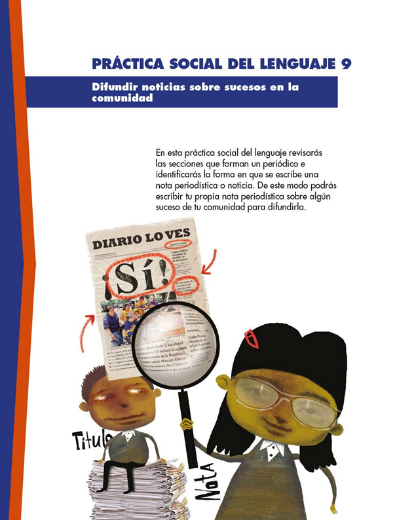 PRÁCTICA SOCIAL DEL LENGUAJE 9
Difundir noticias sobre sucesos en la
comunidad
En esta práctica social del lenguaje revisarás
las secciones que forman un periódico e
identificarás la forma en que se escribe una
nota periodística o noticia. De este modo podrás
escribir tu propia nota periodística sobre algún
suceso de tu comunidad para difundirlo.
DIARIO LO VES
Sí!
Título
Nota